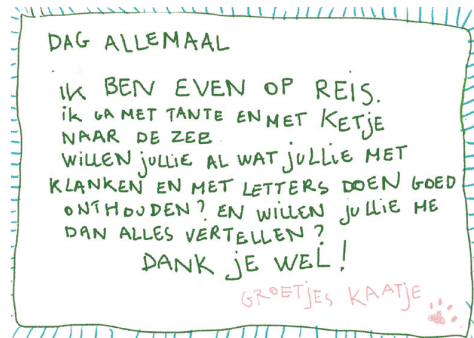 DAG ALLEMAAL
IK BEN EVEN OP REIS.
IK GA MET TANTE EN MET KETJE
NAAR DE ZEE
WILLEN JULLIE AL WAT JULLIE MET
KLANKEN EN MET LETTERS DOEN GOED
ONTHOUDEN? EN WILLEN JULLIE ME
DAN ALLES VERTELLEN?
DANK JE WEL!
GROETJES KAATJE